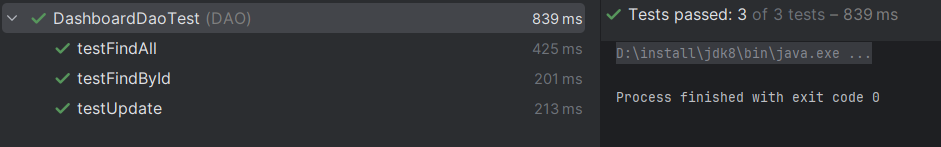 DashboardDaoTest (DAO) 839 ms
testFindAll 425 ms
testFindById 201 ms
testUpdate 213 ms
Tests passed: 3 of 3 tests – 839 ms
D:\install\jdk8\bin\java.exe ...
Process finished with exit code 0